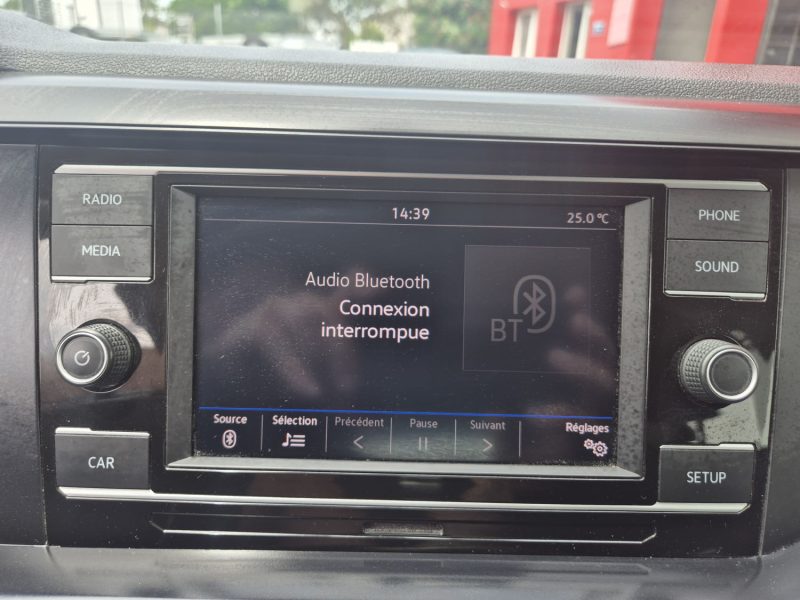 RADIO
MEDIA
CAR
14:39
25.0 °C
Audio Bluetooth
Connexion
interrompue
BT
Source
Sélection
Précédent
Pause
Suivant
Réglages
PHONE
SOUND
SETUP